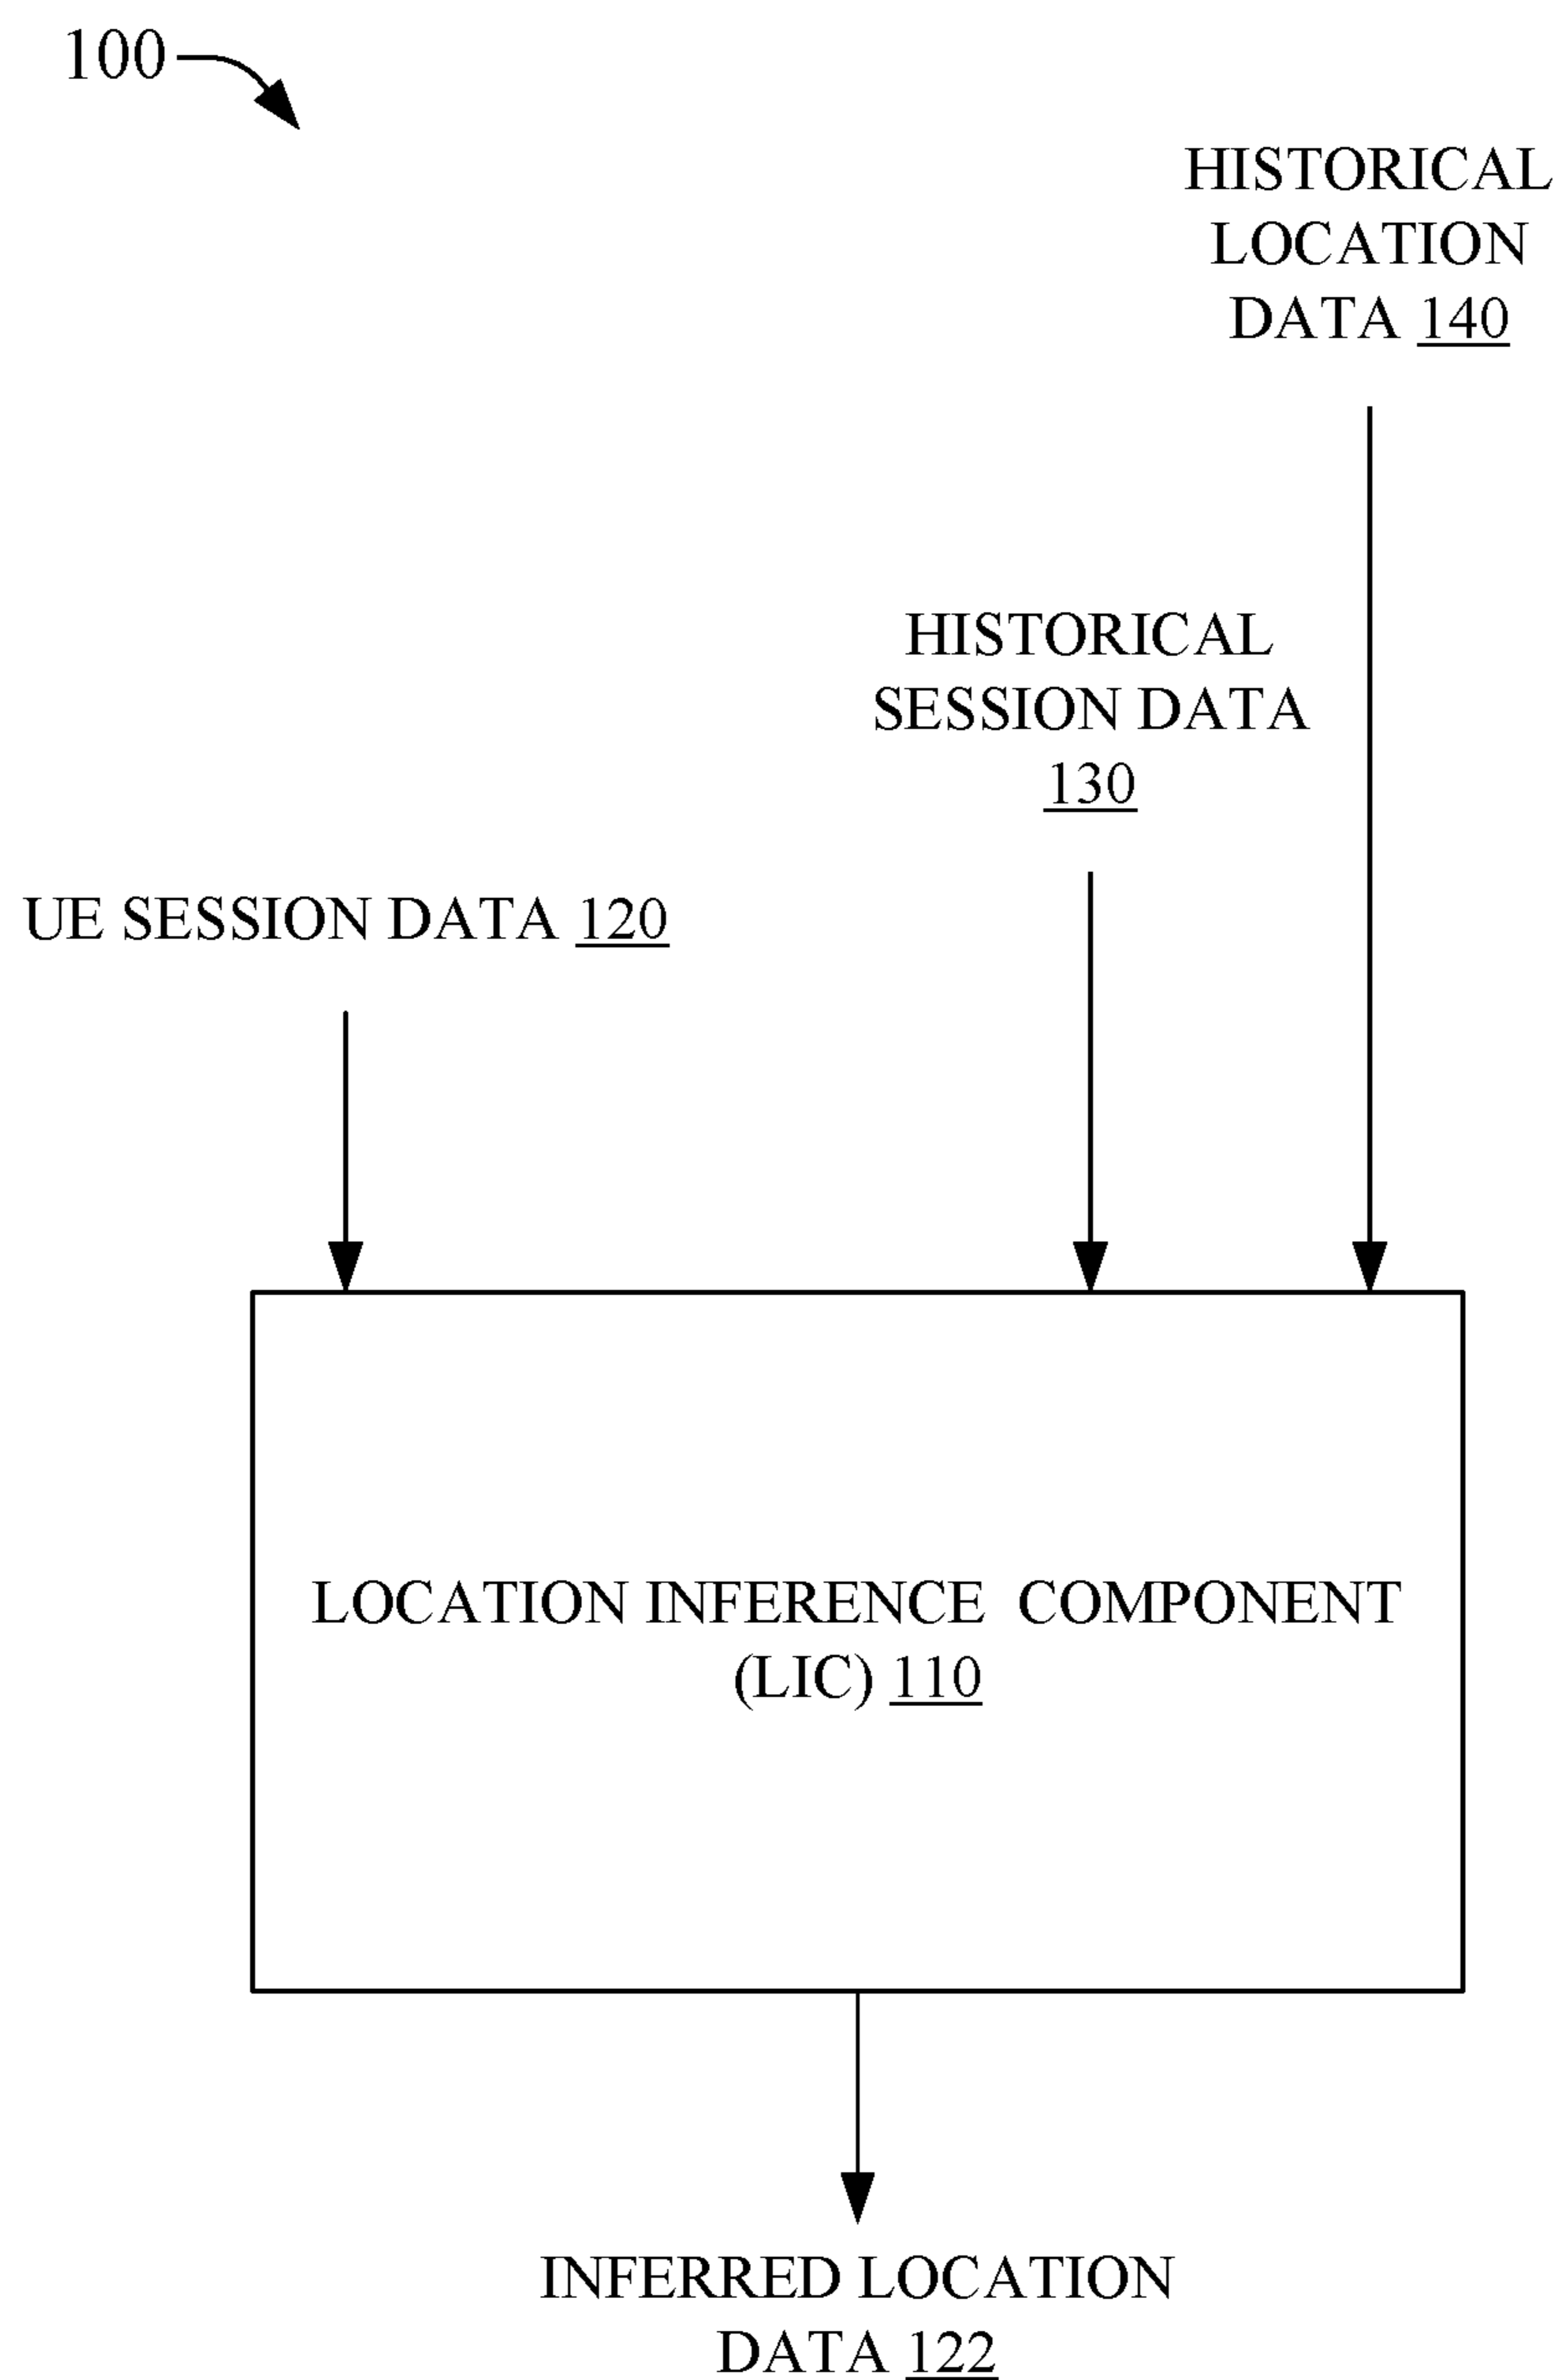 100
HISTORICAL
LOCATION
DATA 140
HISTORICAL
SESSION DATA
130
UE SESSION DATA 120
LOCATION INFERENCE COMPONENT
(LIC) 110
INFERRED LOCATION
DATA 122